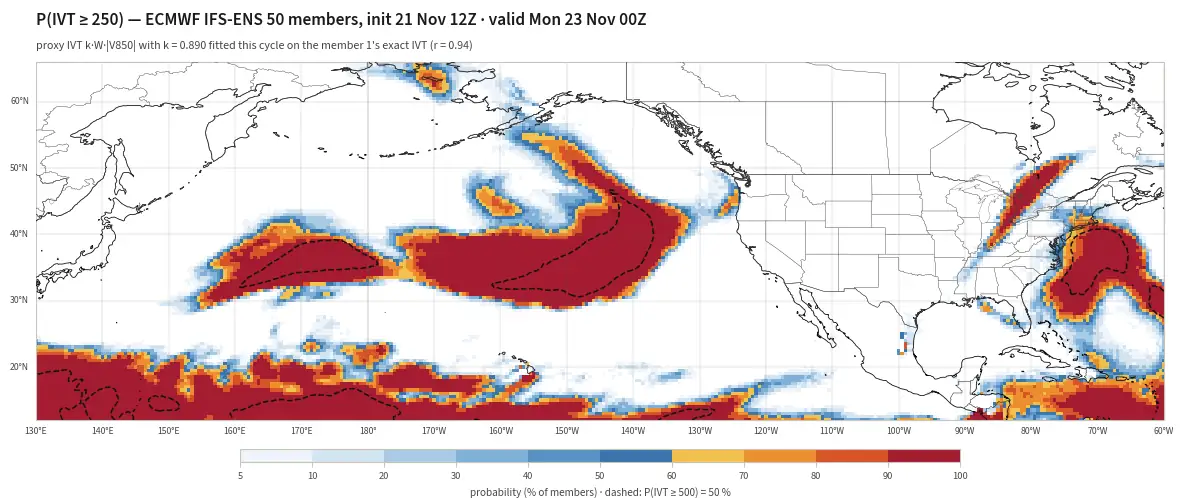 P(IVT ≥ 250) — ECMWF IFS-ENS 50 members, init 21 Nov 12Z · valid Mon 23 Nov 00Z
proxy IVT k·W·|V850| with k = 0.890 fitted this cycle on the member 1's exact IVT (r = 0.94)
60°N
50°N
40°N
30°N
20°N
130°E 140°E 150°E 160°E 170°E 180° 170°W 160°W 150°W 140°W 130°W 120°W 110°W 100°W 90°W 80°W 70°W 60°W
5 10 20 30 40 50 60 70 80 90 100
probability (% of members) · dashed: P(IVT ≥ 500) = 50 %